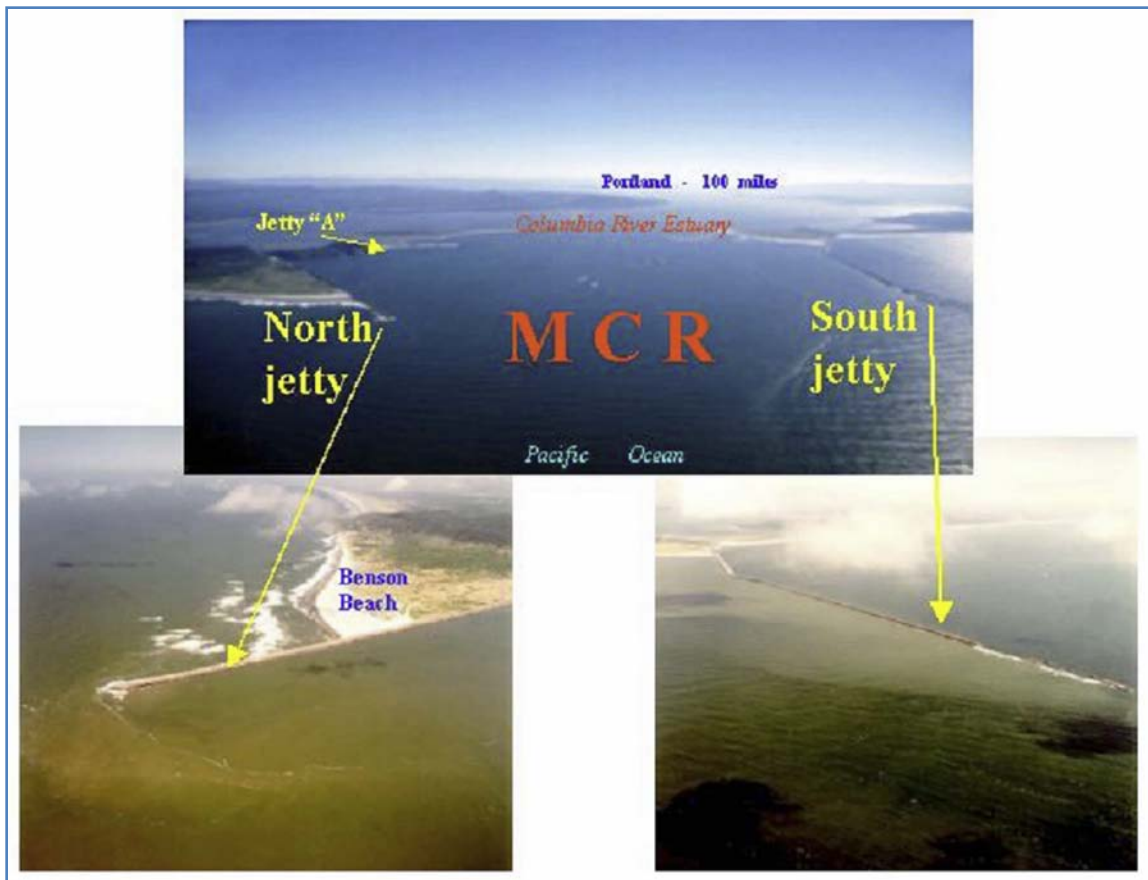 Portland - 100 miles
Jetty "A"
Columbia River Estuary
North
jetty
M C R
South
jetty
Pacific Ocean
Benson
Beach